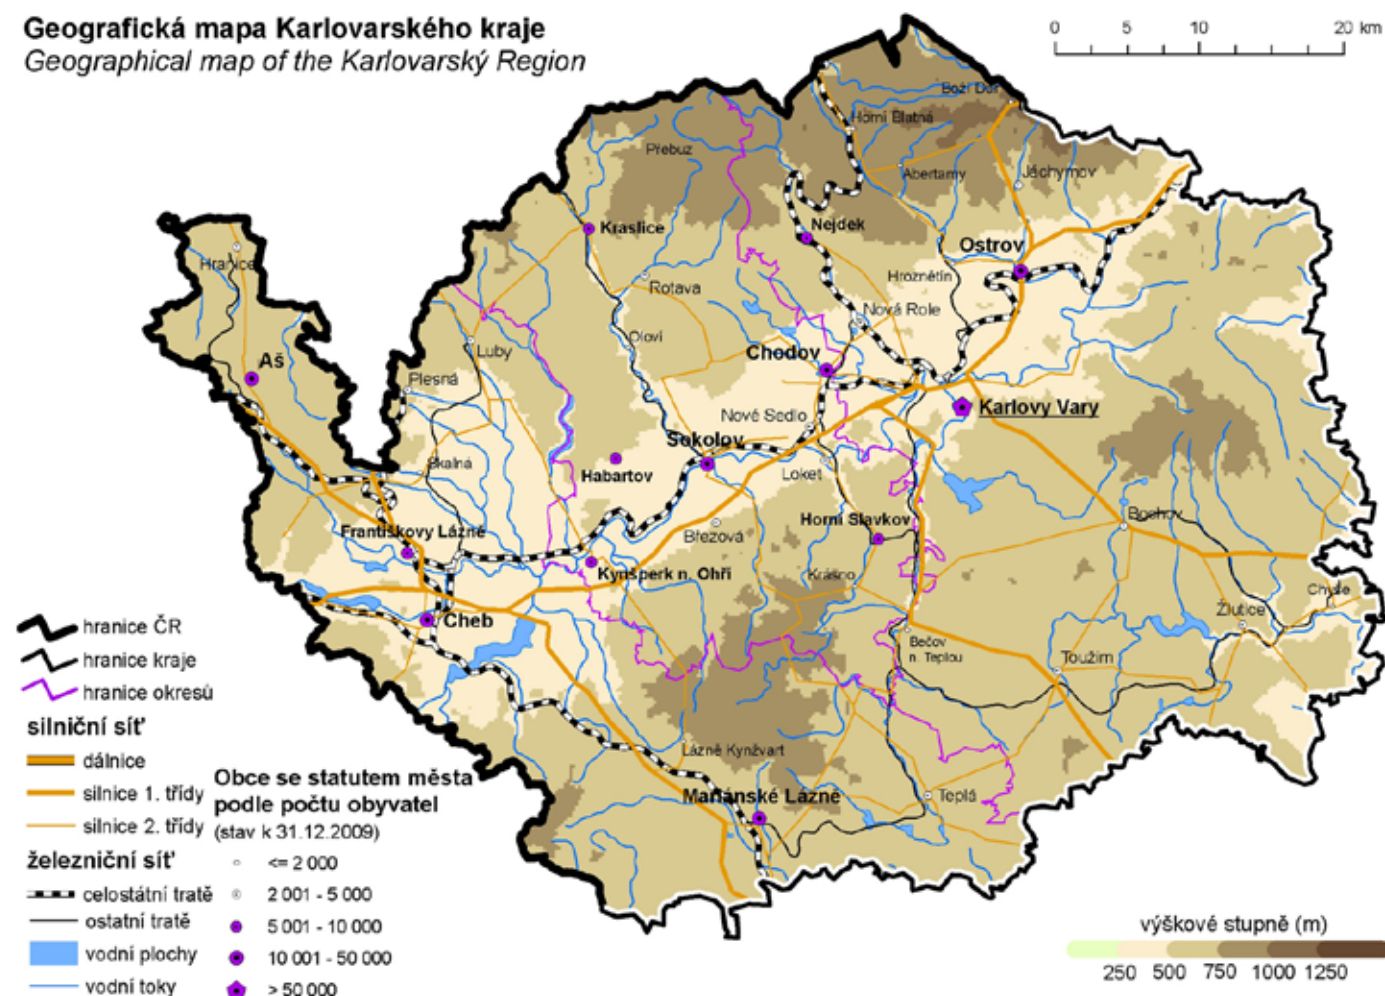 Geografická mapa Karlovarského kraje
Geographical map of the Karlovarský Region
0 5 10 20 km
Boží Dar
Horní Blatná
Přebuz
Abertamy
Jáchymov
Kraslice
Nejdek
Ostrov
Hranice
Rotava
Hroznětín
Nová Role
Oloví
Luby
Chodov
Aš
Plesná
Karlovy Vary
Nové Sedlo
Sokolov
Skalná
Habartov
Loket
Františkovy Lázně
Horní Slavkov
Bochov
Březová
Kynšperk n. Ohří
Krásno
Chyše
Žlutice
Cheb
Bečov
n. Teplou
Toužim
Lázně Kynžvart
Mariánské Lázně
Teplá
hranice ČR
hranice kraje
hranice okresů
silniční síť
dálnice
silnice 1. třídy
silnice 2. třídy
železniční síť
celostátní tratě
ostatní tratě
vodní plochy
vodní toky
Obce se statutem města
podle počtu obyvatel
(stav k 31.12.2009)
<= 2 000
2 001 - 5 000
5 001 - 10 000
10 001 - 50 000
> 50 000
výškové stupně (m)
250 500 750 1000 1250